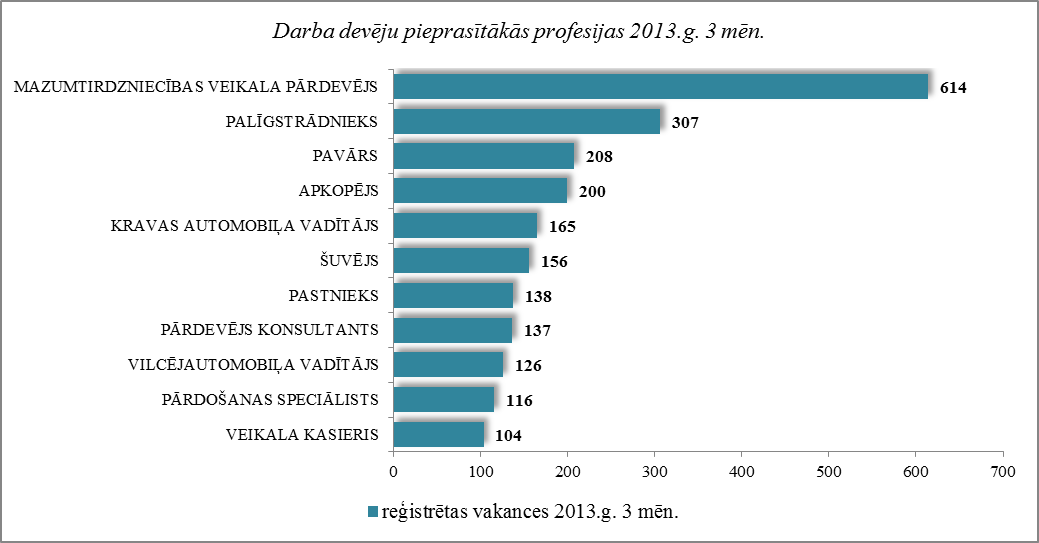 Darba devēju pieprasītākās profesijas 2013.g. 3 mēn.
MAZUMTIRDZNIECĪBAS VEIKALA PĀRDEVĒJS 614
PALĪGSTRĀDNIEKS 307
PAVĀRS 208
APKOPĒJS 200
KRAVAS AUTOMOBIĻA VADĪTĀJS 165
ŠUVĒJS 156
PASTNIEKS 138
PĀRDEVĒJS KONSULTANTS 137
VILCĒJAUTOMOBIĻA VADĪTĀJS 126
PĀRDOŠANAS SPECIĀLISTS 116
VEIKALA KASIERIS 104
0 100 200 300 400 500 600 700
reģistrētas vakances 2013.g. 3 mēn.